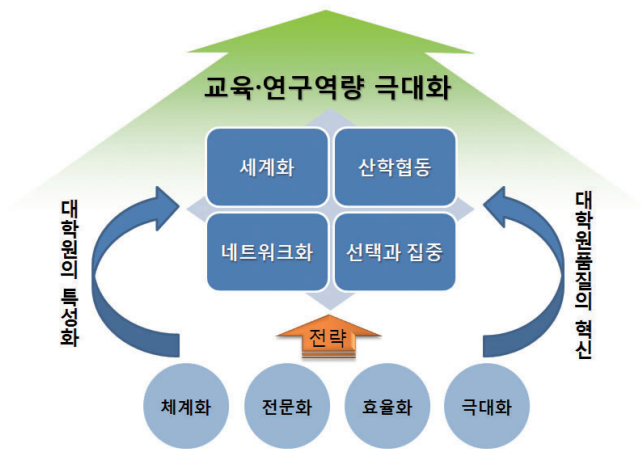 교육·연구역량 극대화
세계화
산학협동
네트워크화
선택과 집중
대학원의 특성화
대학원품질의 혁신
전략
체계화
전문화
효율화
극대화